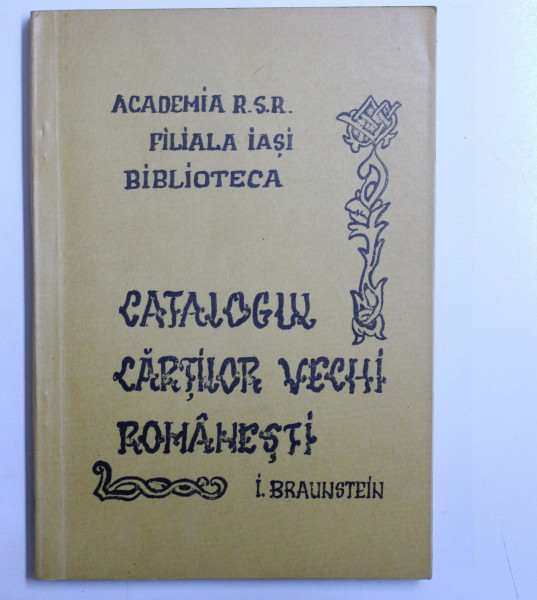 ACADEMIA R.S.R.
FILIALA IAȘI
BIBLIOTECA
CATALOGUL
CĂRȚILOR VECHI
ROMÂNEȘTI
I. BRAUNSTEIN